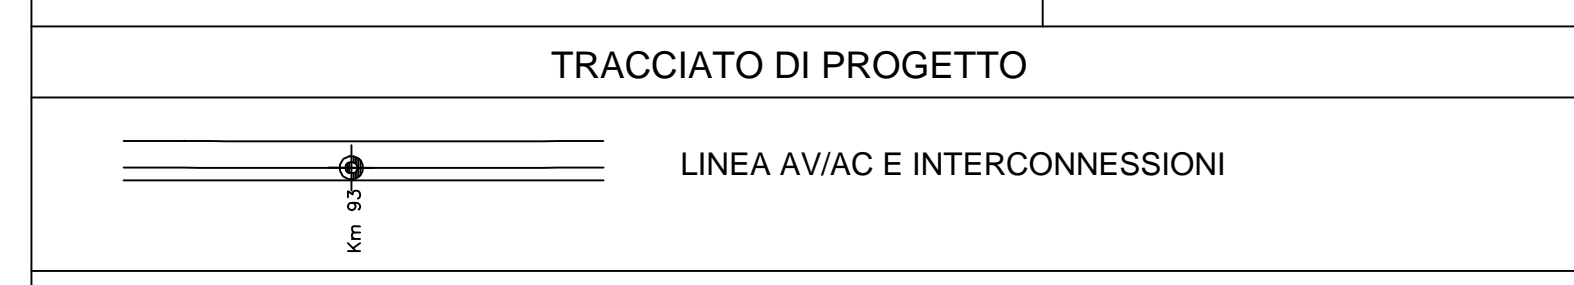 TRACCIATO DI PROGETTO
LINEA AV/AC E INTERCONNESSIONI
Km 93